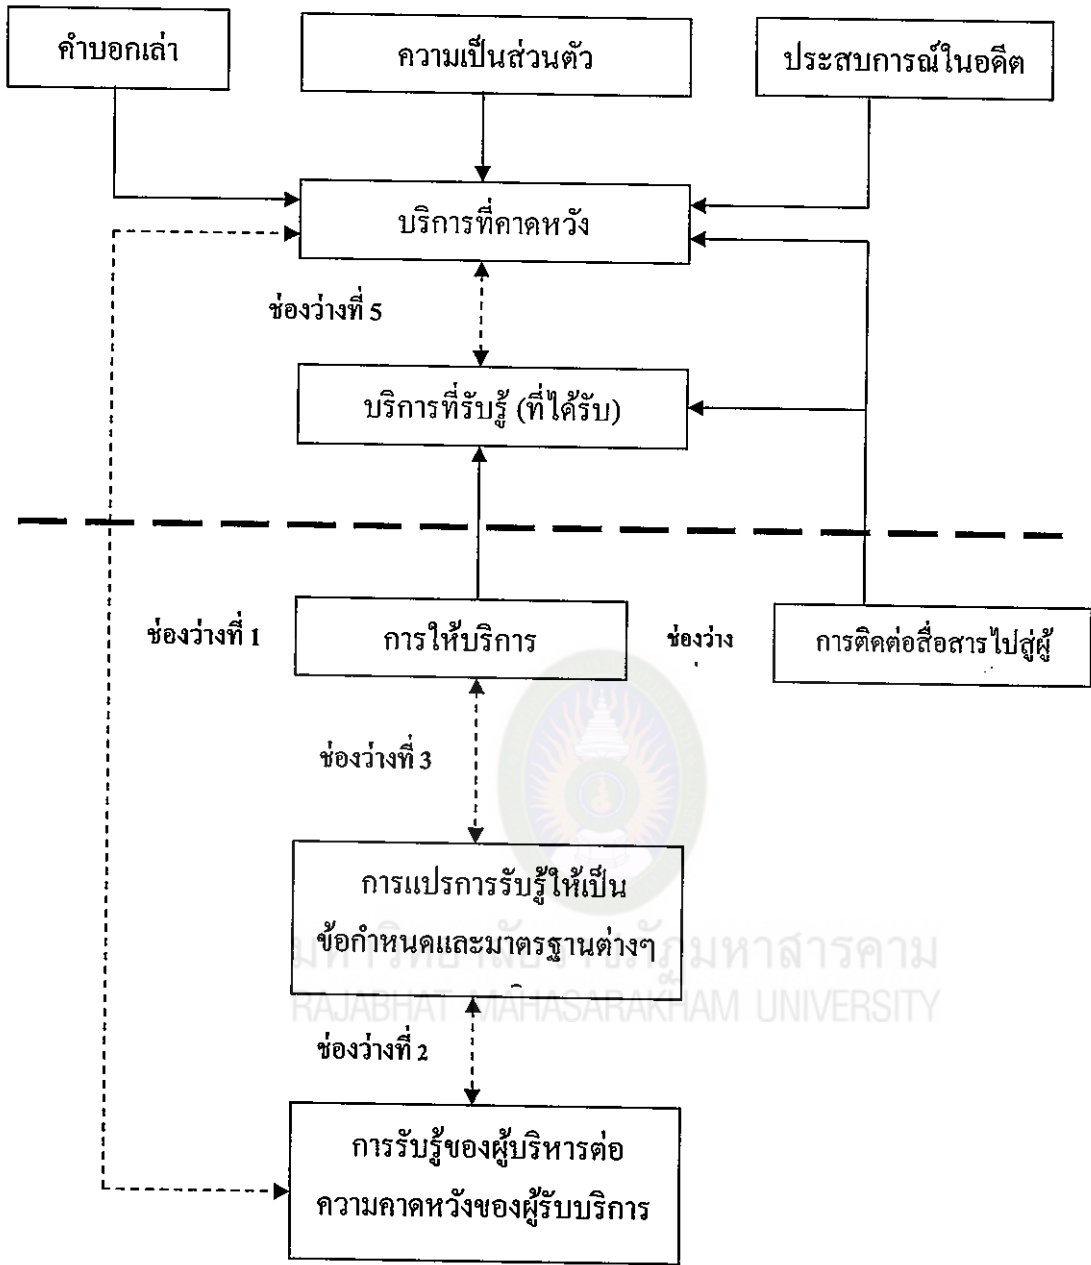 คำบอกเล่า
ความเป็นส่วนตัว
ประสบการณ์ในอดีต
บริการที่คาดหวัง
ช่องว่างที่ 5
บริการที่รับรู้ (ที่ได้รับ)
ช่องว่างที่ 1
การให้บริการ
ช่องว่าง
การติดต่อสื่อสารไปสู่ผู้
ช่องว่างที่ 3
การแปรการรับรู้ให้เป็น
ข้อกำหนดและมาตรฐานต่างๆ
มหาวิทยาลัยราชภัฏมหาสารคาม
RAJABHAT MAHASARAKHAM UNIVERSITY
ช่องว่างที่ 2
การรับรู้ของผู้บริหารต่อ
ความคาดหวังของผู้รับบริการ